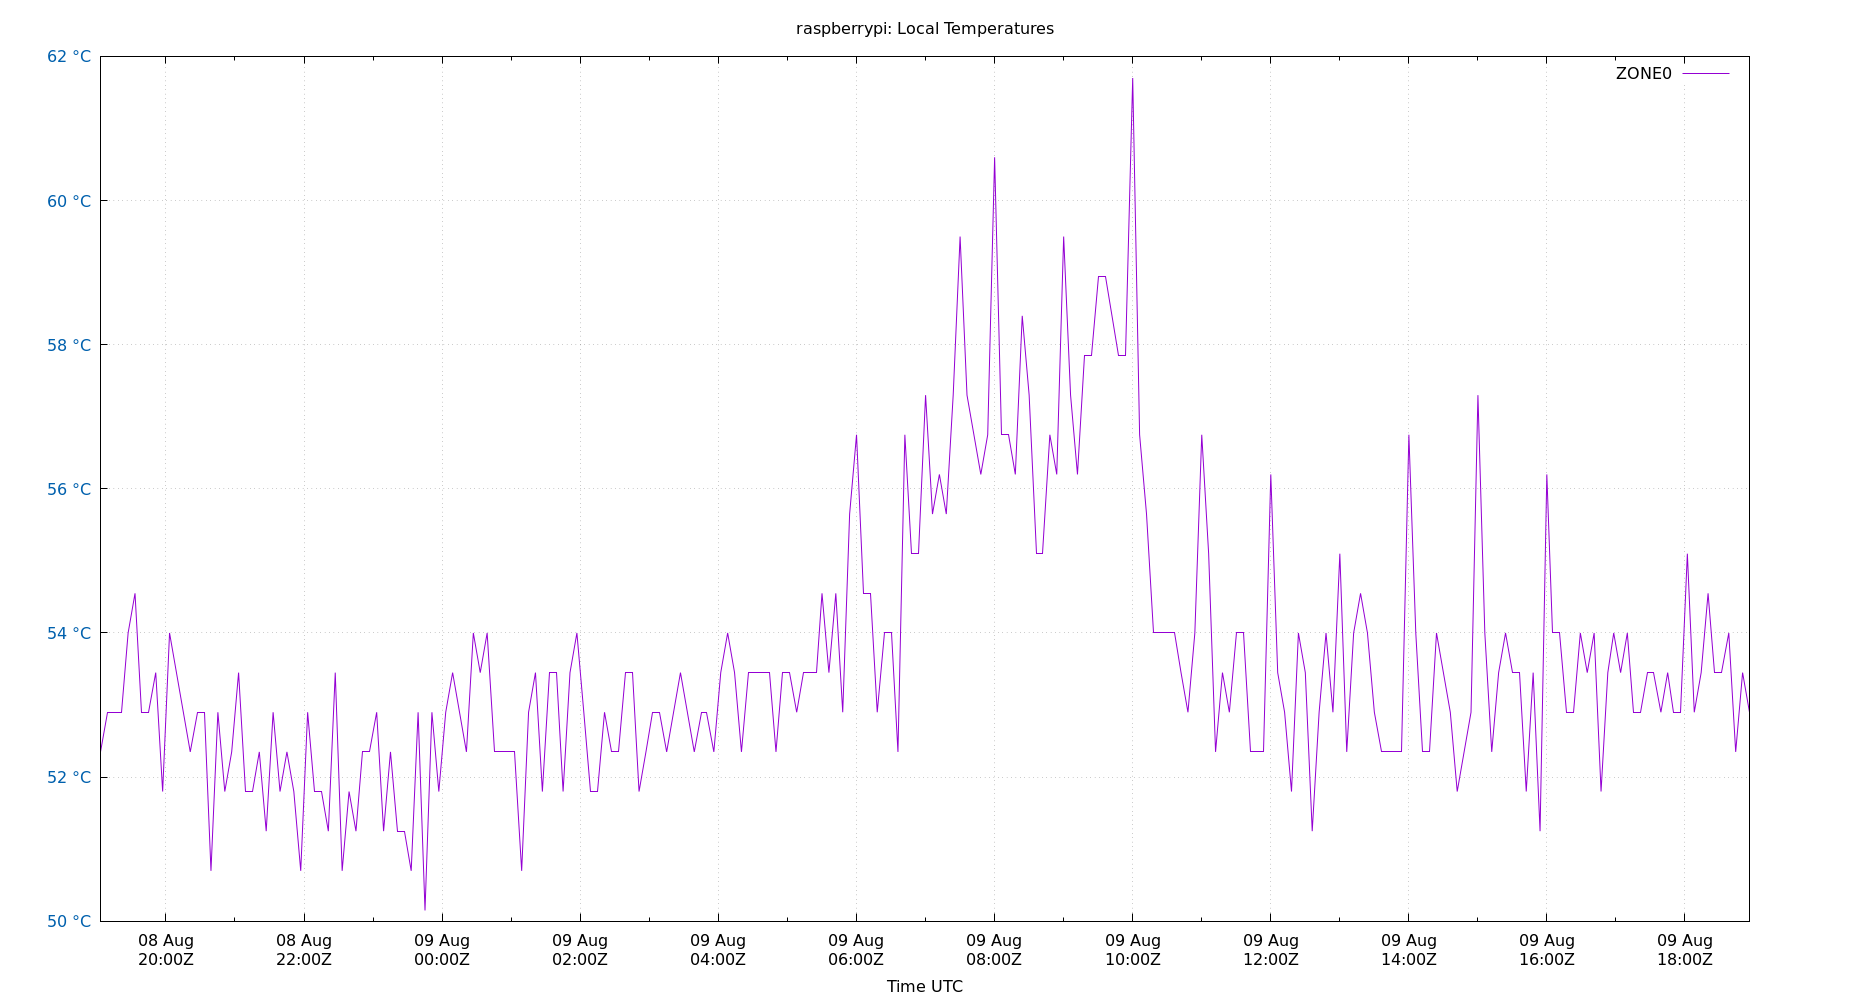 raspberrypi: Local Temperatures
62 °C
ZONE0
60 °C
58 °C
56 °C
54 °C
52 °C
50 °C
08 Aug 08 Aug 09 Aug 09 Aug 09 Aug 09 Aug 09 Aug 09 Aug 09 Aug 09 Aug 09 Aug 09 Aug
20:00Z 22:00Z 00:00Z 02:00Z 04:00Z 06:00Z 08:00Z 10:00Z 12:00Z 14:00Z 16:00Z 18:00Z
Time UTC